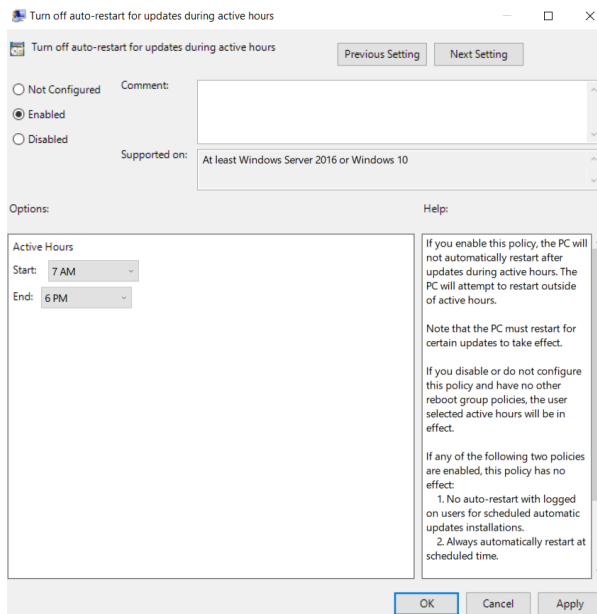 Turn off auto-restart for updates during active hours
Turn off auto-restart for updates during active hours
Previous Setting
Next Setting
Not Configured
Comment:
Enabled
Disabled
Supported on:
At least Windows Server 2016 or Windows 10
Options:
Help:
Active Hours
Start: 7 AM
End: 6 PM
If you enable this policy, the PC will
not automatically restart after
updates during active hours. The
PC will attempt to restart outside
of active hours.
Note that the PC must restart for
certain updates to take effect.
If you disable or do not configure
this policy and have no other
reboot group policies, the user
selected active hours will be in
effect.
If any of the following two policies
are enabled, this policy has no
effect:
1. No auto-restart with logged
on users for scheduled automatic
updates installations.
2. Always automatically restart at
scheduled time.
OK
Cancel
Apply